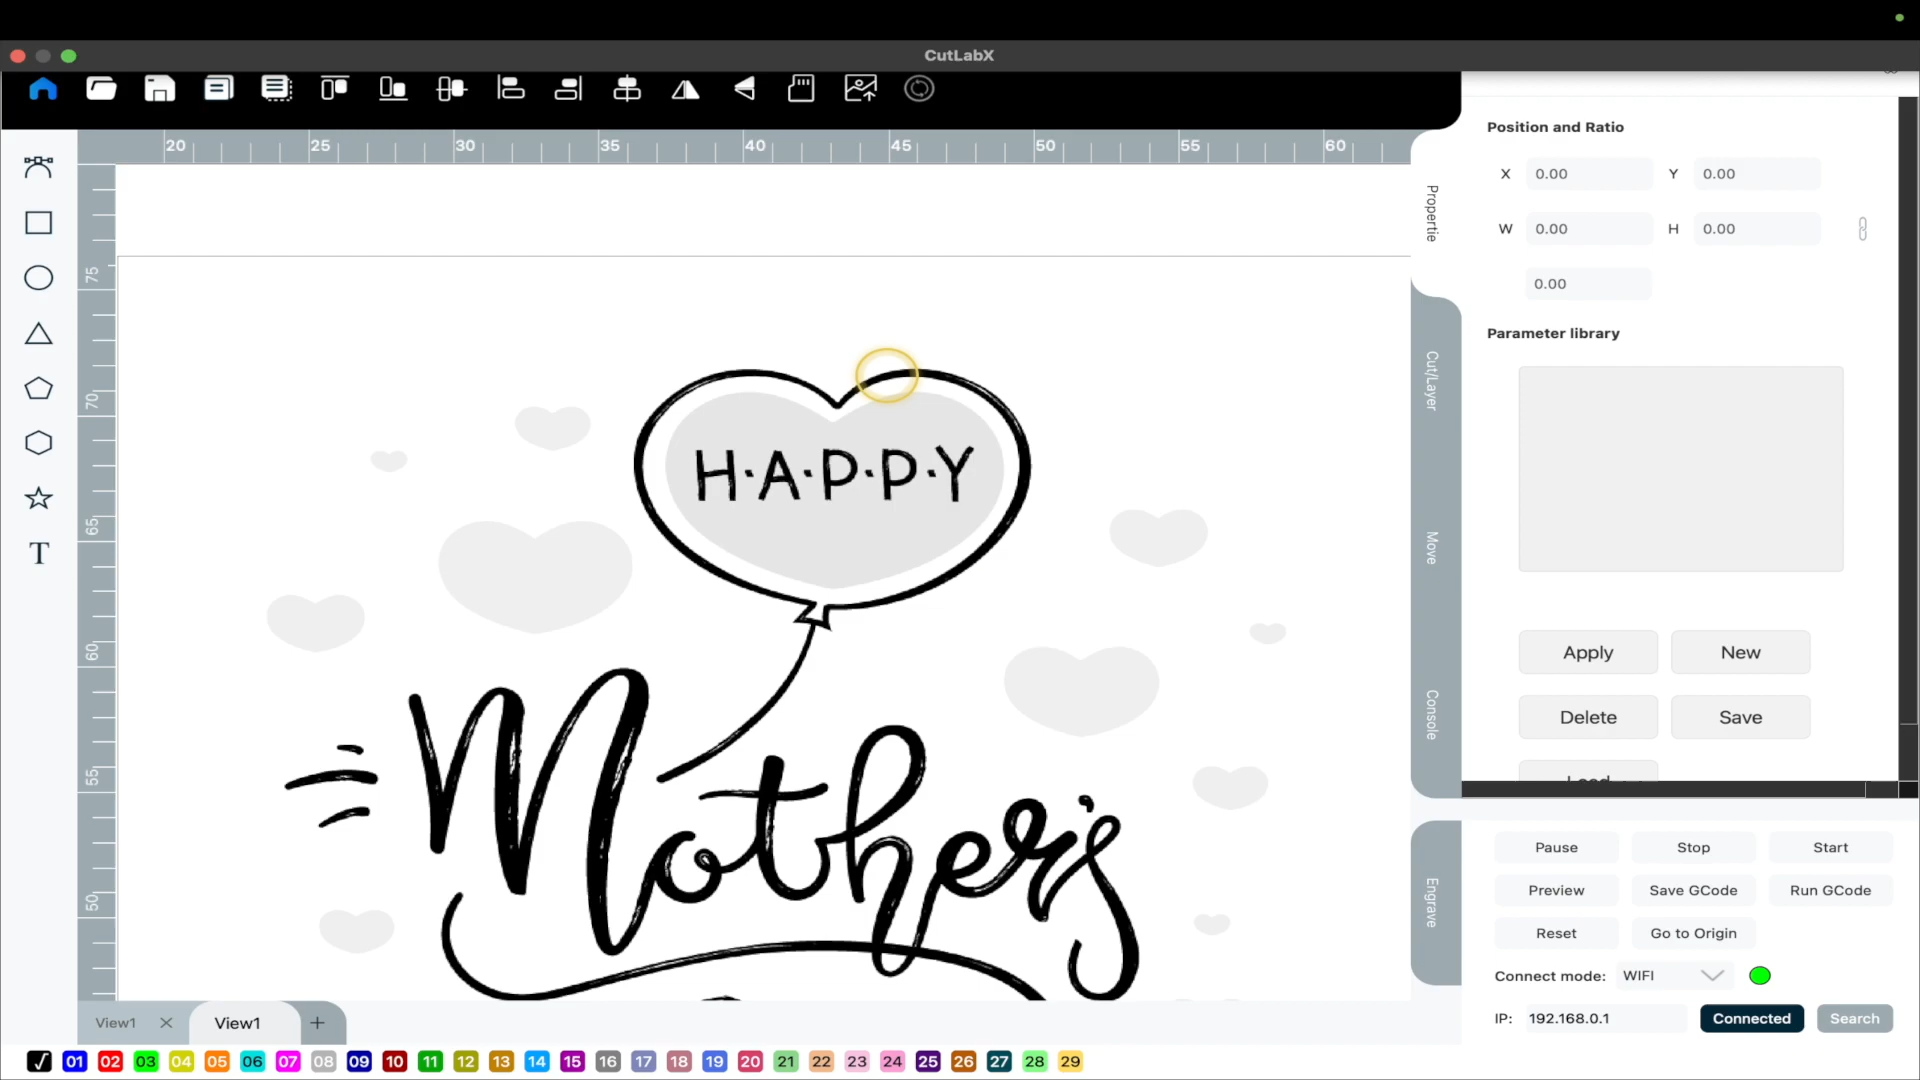 CutLabX
20 25 30 35 40 45 50 55 60
75
70
65
60
55
50
H·A·P·P·Y
Mother's
Propertie
Cut/Layer
Move
Console
Engrave
Position and Ratio
X 0.00 Y 0.00
W 0.00 H 0.00
0.00
Parameter library
Apply New
Delete Save
Load
Pause Stop Start
Preview Save GCode Run GCode
Reset Go to Origin
Connect mode: WIFI
IP: 192.168.0.1 Connected Search
View1 View1
01 02 03 04 05 06 07 08 09 10 11 12 13 14 15 16 17 18 19 20 21 22 23 24 25 26 27 28 29